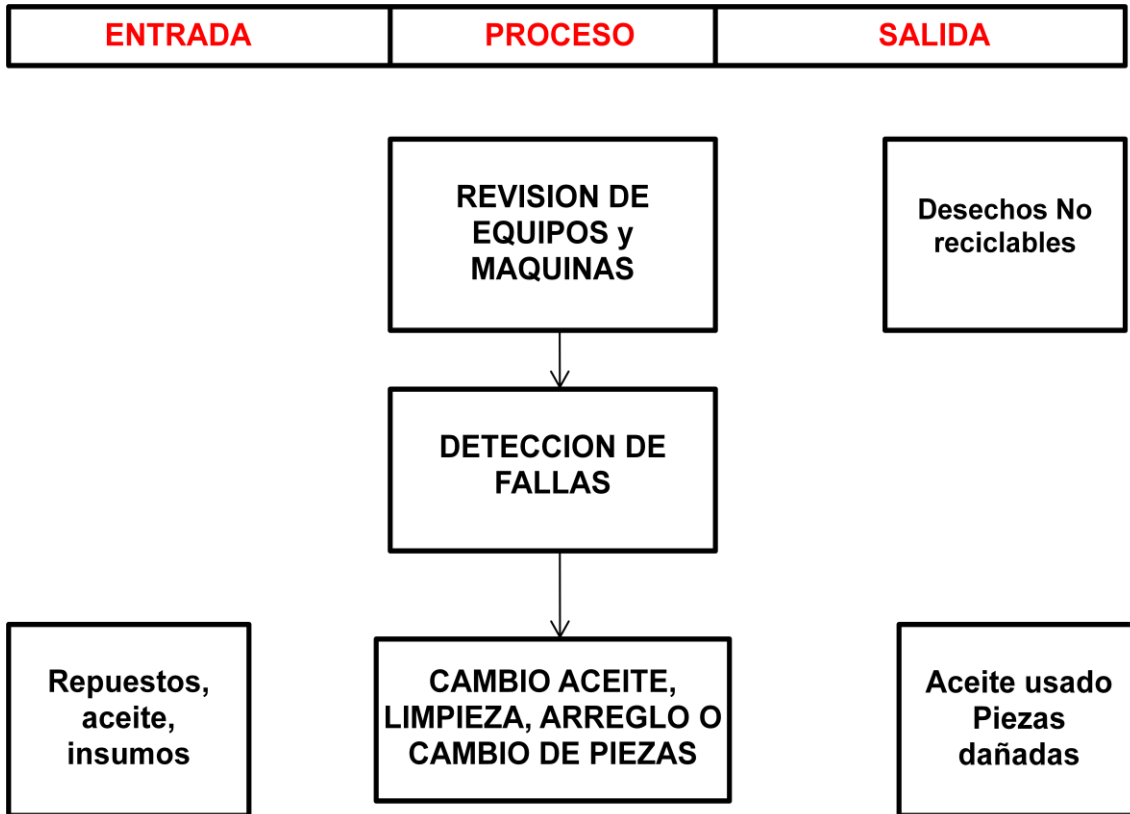 ENTRADA
PROCESO
SALIDA
REVISION DE
EQUIPOS y
MAQUINAS
Desechos No
reciclables
DETECCION DE
FALLAS
Repuestos,
aceite,
insumos
CAMBIO ACEITE,
LIMPIEZA, ARREGLO O
CAMBIO DE PIEZAS
Aceite usado
Piezas
dañadas